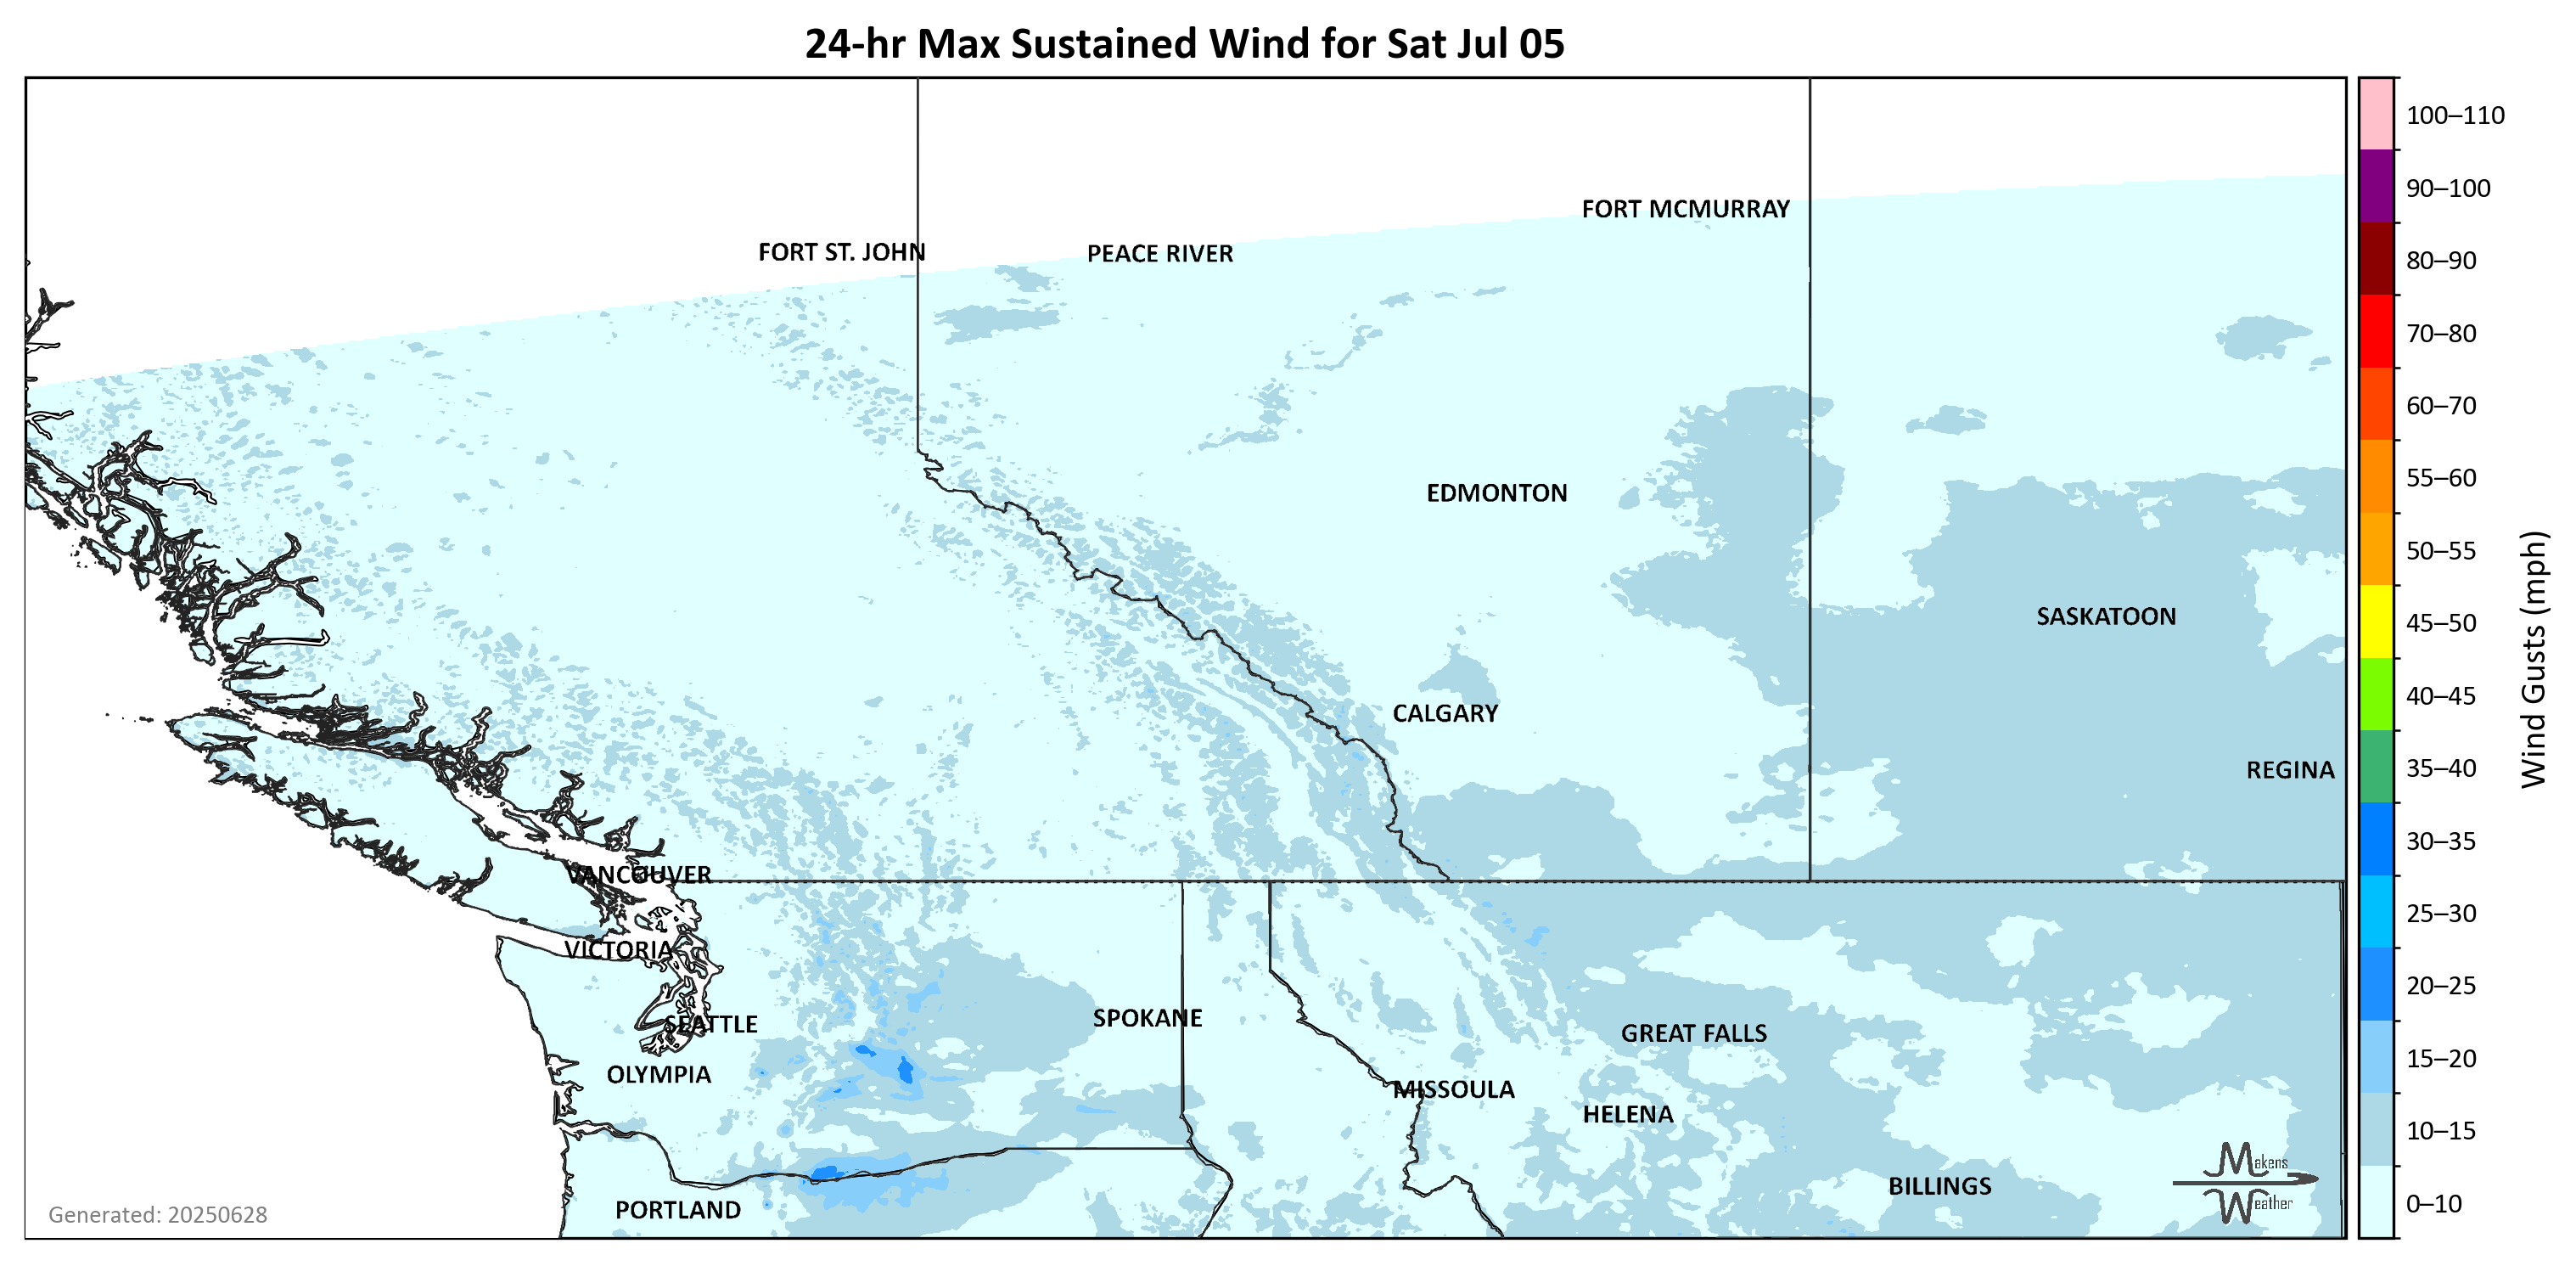 24-hr Max Sustained Wind for Sat Jul 05
100–110
90–100
80–90
70–80
60–70
55–60
50–55
45–50
40–45
35–40
30–35
25–30
20–25
15–20
10–15
0–10
Wind Gusts (mph)
FORT MCMURRAY
FORT ST. JOHN
PEACE RIVER
EDMONTON
SASKATOON
CALGARY
REGINA
VANCOUVER
VICTORIA
SEATTLE
SPOKANE
GREAT FALLS
OLYMPIA
MISSOULA
HELENA
BILLINGS
PORTLAND
Makens
Weather
Generated: 20250628